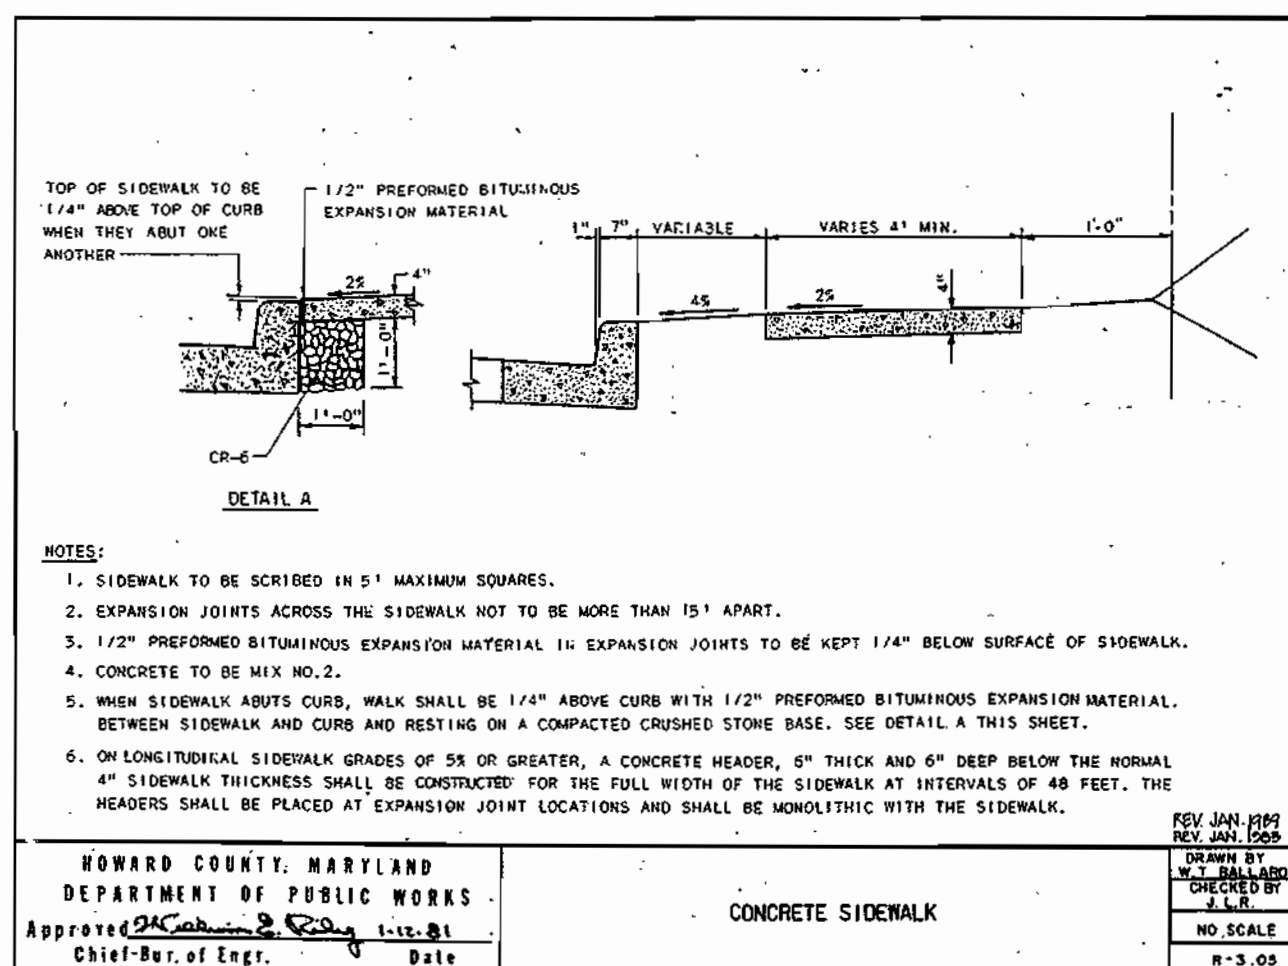 TOP OF SIDEWALK TO BE
1/4" ABOVE TOP OF CURB
WHEN THEY ABUT ONE
ANOTHER
1/2" PREFORMED BITUMINOUS
EXPANSION MATERIAL
2%
4"
1'-0"
1'-0"
CR-6
DETAIL A
1" 7" VARIABLE VARIES 4' MIN. 1'-0"
4% 2% 4"
NOTES:
1. SIDEWALK TO BE SCRIBED IN 5' MAXIMUM SQUARES.
2. EXPANSION JOINTS ACROSS THE SIDEWALK NOT TO BE MORE THAN 15' APART.
3. 1/2" PREFORMED BITUMINOUS EXPANSION MATERIAL IN EXPANSION JOINTS TO BE KEPT 1/4" BELOW SURFACE OF SIDEWALK.
4. CONCRETE TO BE MIX NO.2.
5. WHEN SIDEWALK ABUTS CURB, WALK SHALL BE 1/4" ABOVE CURB WITH 1/2" PREFORMED BITUMINOUS EXPANSION MATERIAL.
BETWEEN SIDEWALK AND CURB AND RESTING ON A COMPACTED CRUSHED STONE BASE. SEE DETAIL A THIS SHEET.
6. ON LONGITUDINAL SIDEWALK GRADES OF 5% OR GREATER, A CONCRETE HEADER, 6" THICK AND 6" DEEP BELOW THE NORMAL
4" SIDEWALK THICKNESS SHALL BE CONSTRUCTED FOR THE FULL WIDTH OF THE SIDEWALK AT INTERVALS OF 48 FEET. THE
HEADERS SHALL BE PLACED AT EXPANSION JOINT LOCATIONS AND SHALL BE MONOLITHIC WITH THE SIDEWALK.
REV. JAN. 1989
REV. JAN.
HOWARD COUNTY, MARYLAND
DEPARTMENT OF PUBLIC WORKS
Approved 1-12-81
Chief-Bur. of Engr. Date
CONCRETE SIDEWALK
DRAWN BY
W.T. BALLARD
CHECKED BY
J.L.R.
NO SCALE
R-3.05